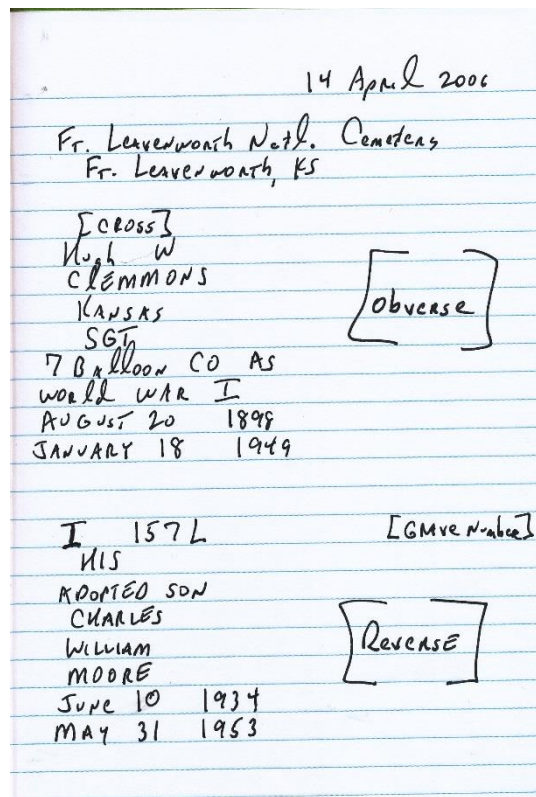 14 April 2006
Ft. Leavenworth Natl. Cemetery
Ft. Leavenworth, KS
[CROSS]
Hugh W
CLEMMONS
KANSAS
[Obverse]
SGT
7 Balloon CO AS
WORLD WAR I
AUGUST 20 1898
JANUARY 18 1949
I 157L [GRAVE Number]
HIS
ADOPTED SON
CHARLES
WILLIAM
[Reverse]
MOORE
JUNE 10 1934
MAY 31 1953